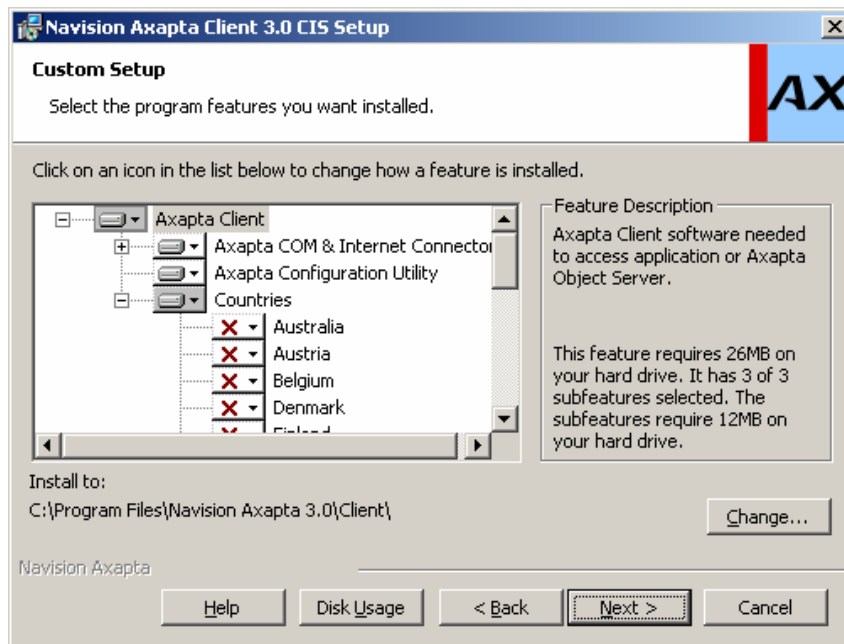 Navision Axapta Client 3.0 CIS Setup
Custom Setup
Select the program features you want installed.
AX
Click on an icon in the list below to change how a feature is installed.
Axapta Client
Axapta COM & Internet Connector
Axapta Configuration Utility
Countries
Australia
Austria
Belgium
Denmark
Finland
Feature Description
Axapta Client software needed
to access application or Axapta
Object Server.
This feature requires 26MB on
your hard drive. It has 3 of 3
subfeatures selected. The
subfeatures require 12MB on
your hard drive.
Install to:
C:\Program Files\Navision Axapta 3.0\Client\
Change...
Navision Axapta
Help
Disk Usage
< Back
Next >
Cancel